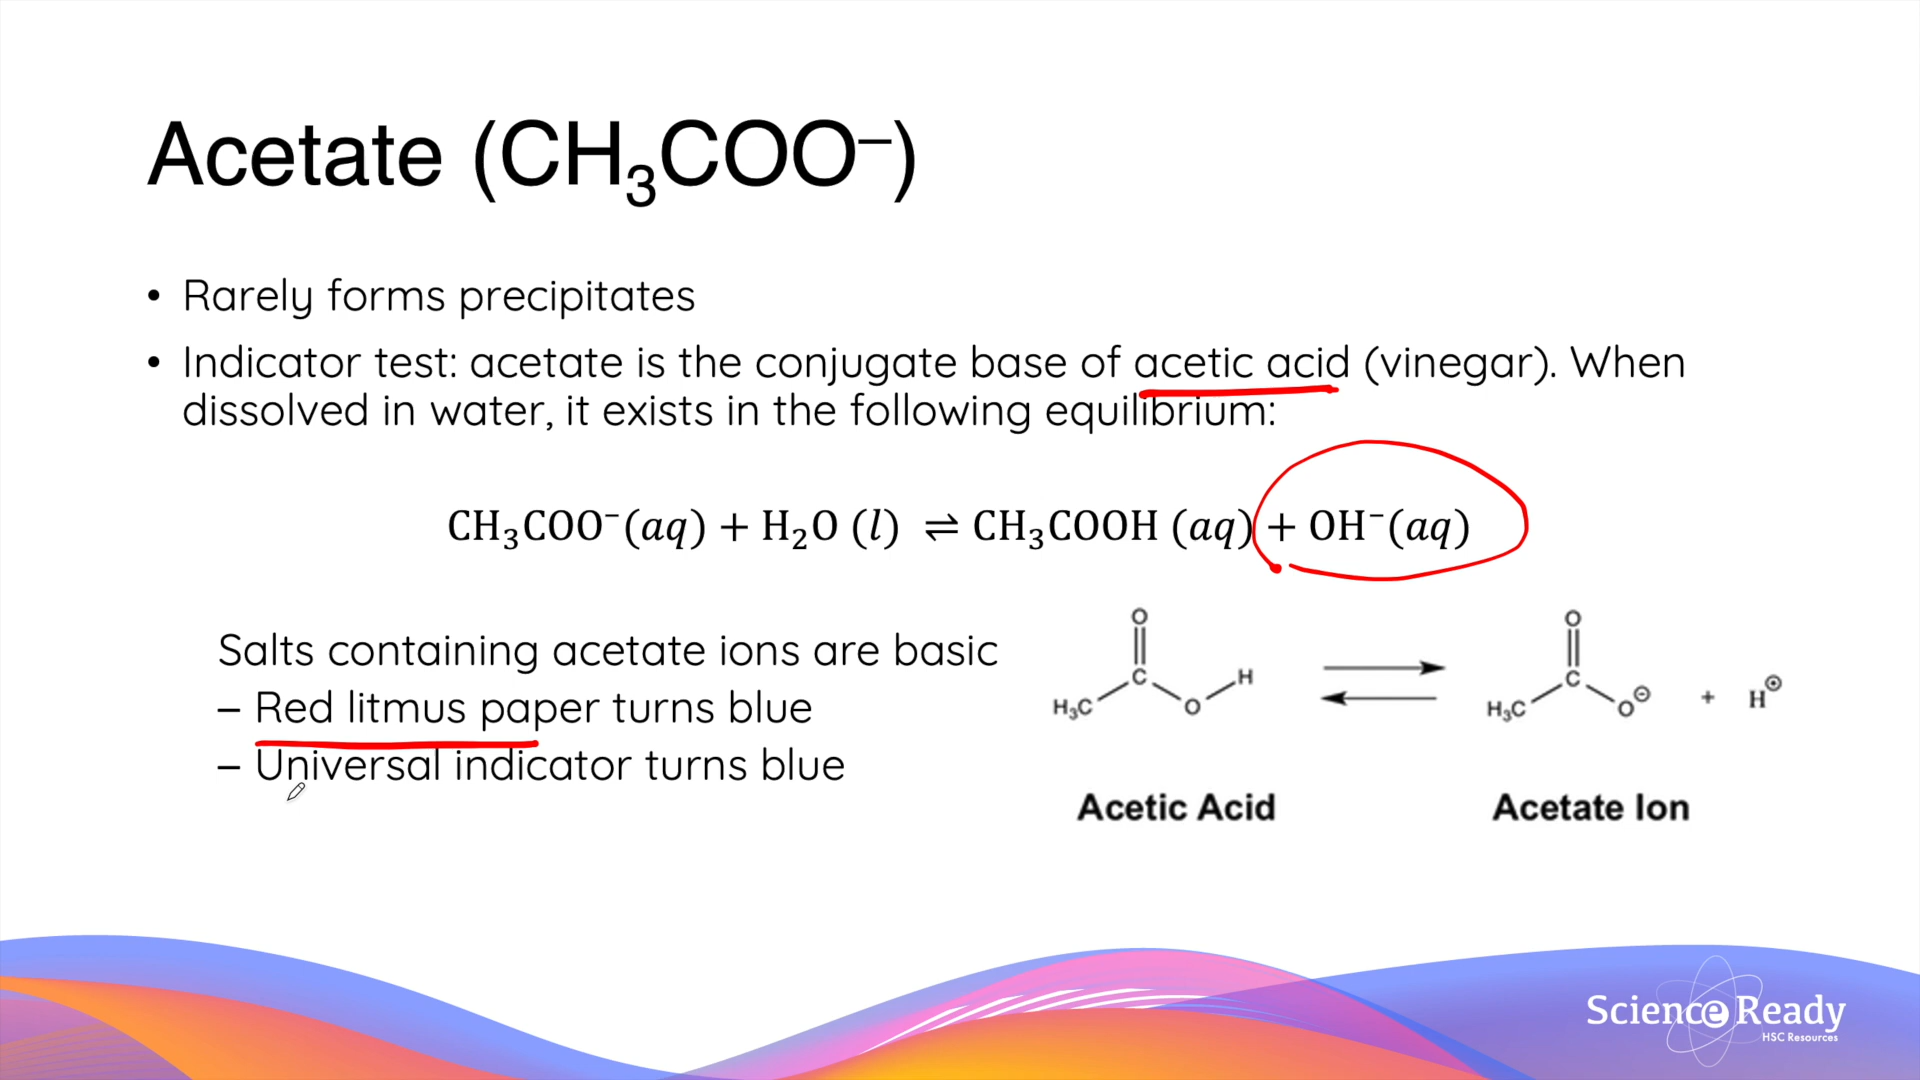 Acetate (CH₃COO⁻)
• Rarely forms precipitates
• Indicator test: acetate is the conjugate base of acetic acid (vinegar). When
dissolved in water, it exists in the following equilibrium:
CH₃COO⁻(aq) + H₂O (l) ⇌ CH₃COOH (aq) + OH⁻(aq)
Salts containing acetate ions are basic
– Red litmus paper turns blue
– Universal indicator turns blue
O
C
H
H₃C
O
O
C
H₃C
O⊖
+ H⊕
Acetic Acid
Acetate Ion
Science Ready
HSC Resources